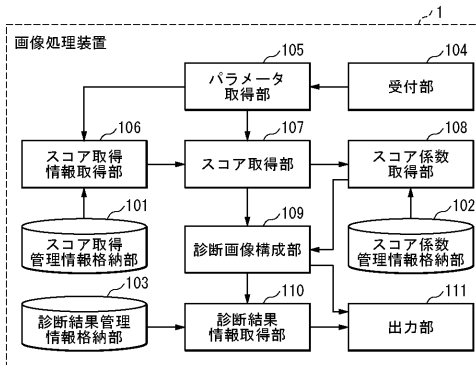 1
画像処理装置
105
パラメータ
取得部
104
受付部
106
スコア取得
情報取得部
107
スコア取得部
108
スコア係数
取得部
101
スコア取得
管理情報格納部
109
診断画像構成部
102
スコア係数
管理情報格納部
103
診断結果管理
情報格納部
110
診断結果
情報取得部
111
出力部